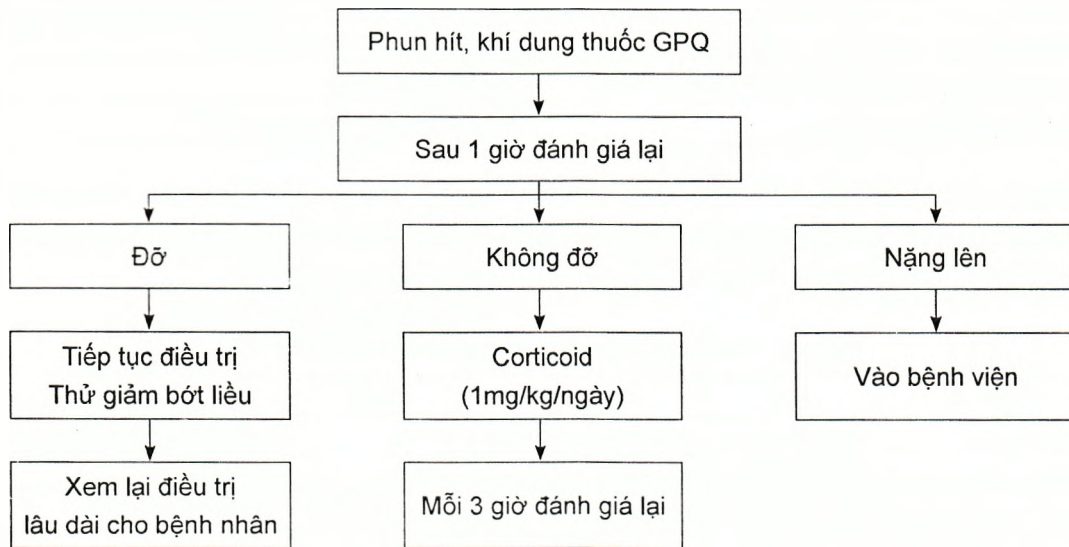 Phun hít, khí dung thuốc GPQ
Sau 1 giờ đánh giá lại
Đỡ
Không đỡ
Nặng lên
Tiếp tục điều trị
Thử giảm bớt liều
Corticoid
(1mg/kg/ngày)
Vào bệnh viện
Xem lại điều trị
lâu dài cho bệnh nhân
Mỗi 3 giờ đánh giá lại